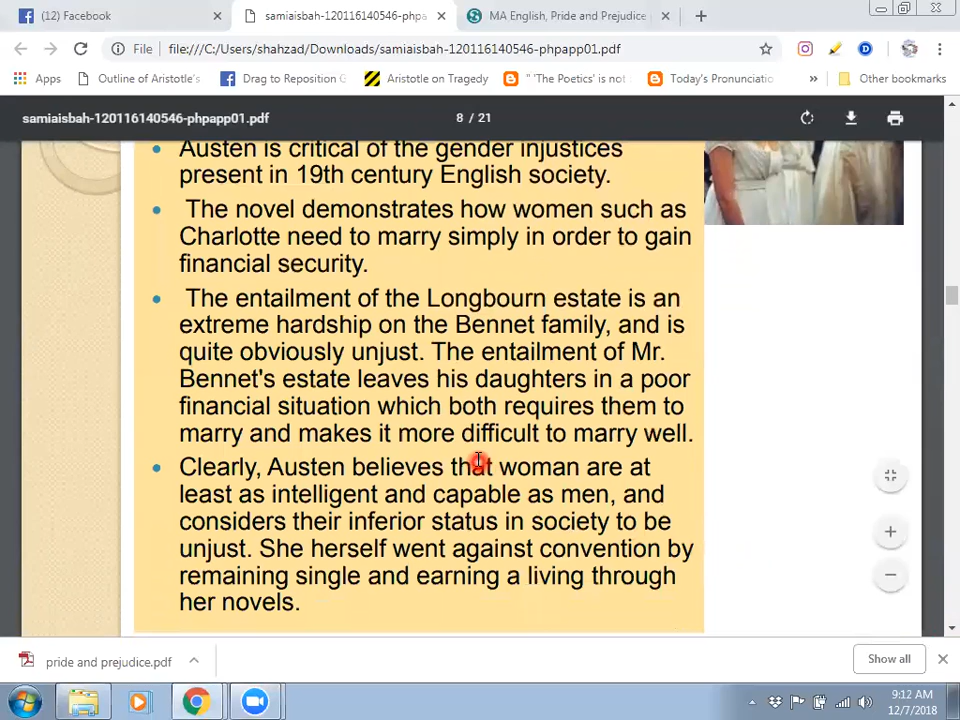 (12) Facebook
samiaisbah-120116140546-phpa
MA English, Pride and Prejudice
File
file:///C:/Users/shahzad/Downloads/samiaisbah-120116140546-phpapp01.pdf
Apps
Outline of Aristotle's
Drag to Reposition
Aristotle on Tragedy
" 'The Poetics' is not
Today's Pronunciatio
»
Other bookmarks
samiaisbah-120116140546-phpapp01.pdf
8 / 21
• Austen is critical of the gender injustices
present in 19th century English society.
• The novel demonstrates how women such as
Charlotte need to marry simply in order to gain
financial security.
• The entailment of the Longbourn estate is an
extreme hardship on the Bennet family, and is
quite obviously unjust. The entailment of Mr.
Bennet's estate leaves his daughters in a poor
financial situation which both requires them to
marry and makes it more difficult to marry well.
• Clearly, Austen believes that woman are at
least as intelligent and capable as men, and
considers their inferior status in society to be
unjust. She herself went against convention by
remaining single and earning a living through
her novels.
pride and prejudice.pdf
Show all
9:12 AM
12/7/2018